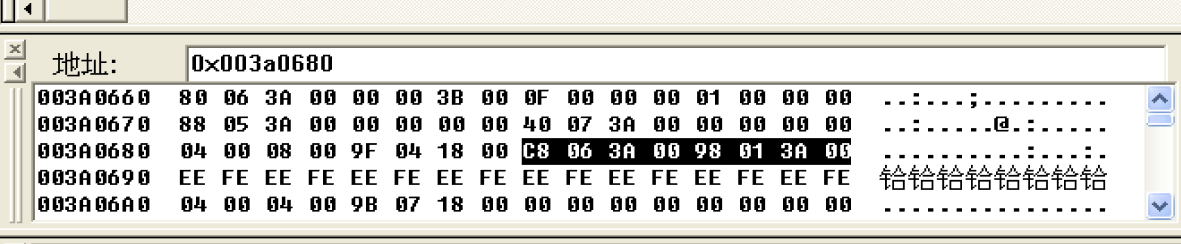 地址: 0x003a0680
003A0660 80 06 3A 00 00 00 3B 00 0F 00 00 00 01 00 00 00 ..:...;.........
003A0670 88 05 3A 00 00 00 00 00 40 07 3A 00 00 00 00 00 ..:.....@.:.....
003A0680 04 00 08 00 9F 04 18 00 C8 06 3A 00 98 01 3A 00 ..........:...:.
003A0690 EE FE EE FE EE FE EE FE EE FE EE FE EE FE EE FE 铪铪铪铪铪铪铪铪
003A06A0 04 00 04 00 9B 07 18 00 00 00 00 00 00 00 00 00 ................